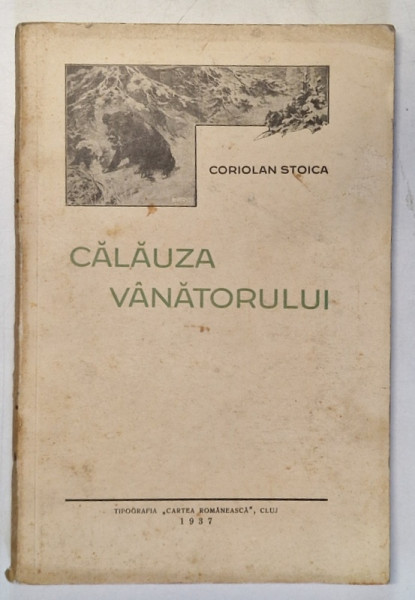 CORIOLAN STOICA
CĂLĂUZA
VÂNĂTORULUI
TIPOGRAFIA „CARTEA ROMÂNEASCĂ", CLUJ
1937